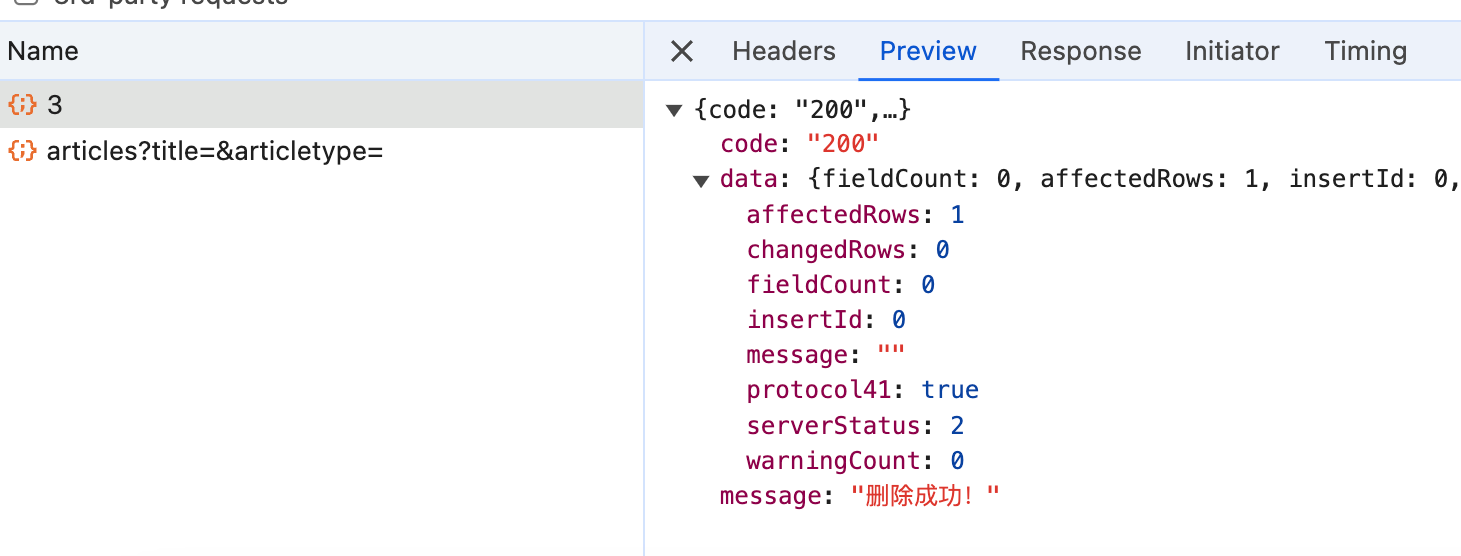 3rd-party requests
Name
3
articles?title=&articletype=
Headers Preview Response Initiator Timing
{code: "200",…}
code: "200"
data: {fieldCount: 0, affectedRows: 1, insertId: 0,
affectedRows: 1
changedRows: 0
fieldCount: 0
insertId: 0
message: ""
protocol41: true
serverStatus: 2
warningCount: 0
message: "删除成功！"